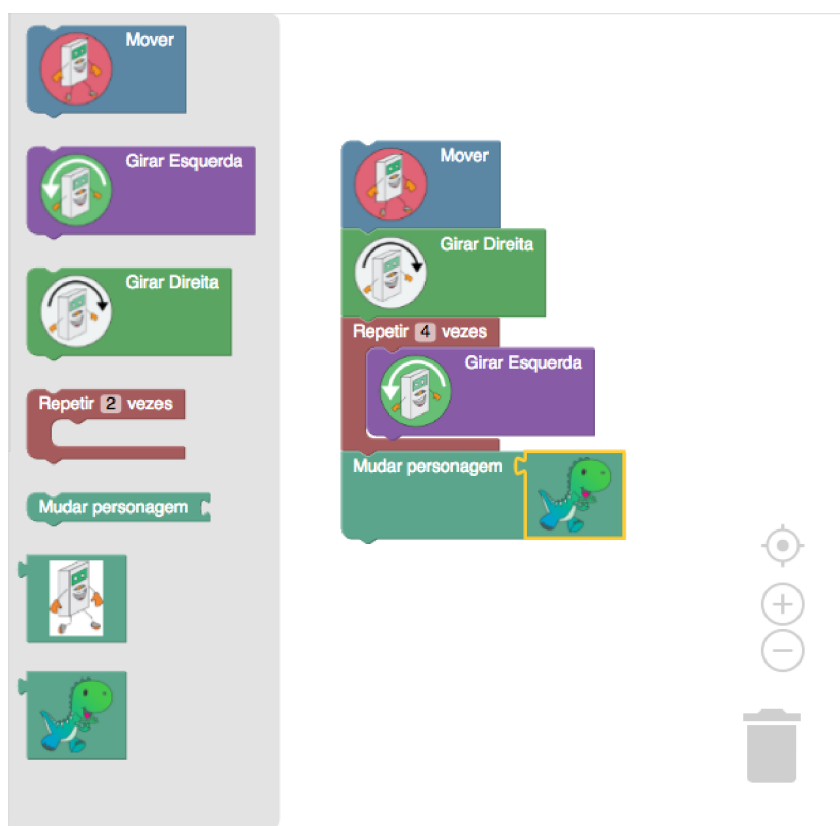 Mover
Girar Esquerda
Girar Direita
Repetir 2 vezes
Mudar personagem
Mover
Girar Direita
Repetir 4 vezes
Girar Esquerda
Mudar personagem